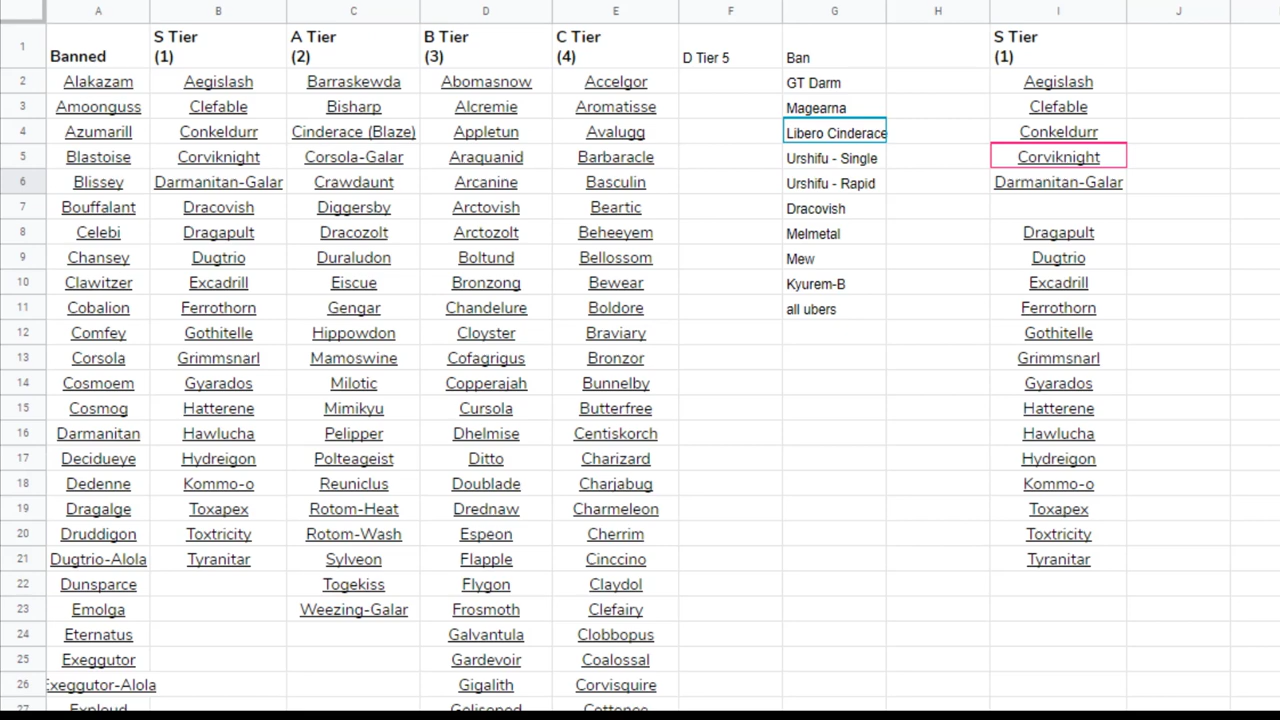 A B C D E F G H I J
1 Banned S Tier (1) A Tier (2) B Tier (3) C Tier (4) D Tier 5 Ban S Tier (1)
2 Alakazam Aegislash Barraskewda Abomasnow Accelgor GT Darm Aegislash
3 Amoonguss Clefable Bisharp Alcremie Aromatisse Magearna Clefable
4 Azumarill Conkeldurr Cinderace (Blaze) Appletun Avalugg Libero Cinderace Conkeldurr
5 Blastoise Corviknight Corsola-Galar Araquanid Barbaracle Urshifu - Single Corviknight
6 Blissey Darmanitan-Galar Crawdaunt Arcanine Basculin Urshifu - Rapid Darmanitan-Galar
7 Bouffalant Dracovish Diggersby Arctovish Beartic Dracovish
8 Celebi Dragapult Dracozolt Arctozolt Beheeyem Melmetal Dragapult
9 Chansey Dugtrio Duraludon Boltund Bellossom Mew Dugtrio
10 Clawitzer Excadrill Eiscue Bronzong Bewear Kyurem-B Excadrill
11 Cobalion Ferrothorn Gengar Chandelure Boldore all ubers Ferrothorn
12 Comfey Gothitelle Hippowdon Cloyster Braviary Gothitelle
13 Corsola Grimmsnarl Mamoswine Cofagrigus Bronzor Grimmsnarl
14 Cosmoem Gyarados Milotic Copperajah Bunnelby Gyarados
15 Cosmog Hatterene Mimikyu Cursola Butterfree Hatterene
16 Darmanitan Hawlucha Pelipper Dhelmise Centiskorch Hawlucha
17 Decidueye Hydreigon Polteageist Ditto Charizard Hydreigon
18 Dedenne Kommo-o Reuniclus Doublade Charjabug Kommo-o
19 Dragalge Toxapex Rotom-Heat Drednaw Charmeleon Toxapex
20 Druddigon Toxtricity Rotom-Wash Espeon Cherrim Toxtricity
21 Dugtrio-Alola Tyranitar Sylveon Flapple Cinccino Tyranitar
22 Dunsparce Togekiss Flygon Claydol
23 Emolga Weezing-Galar Frosmoth Clefairy
24 Eternatus Galvantula Clobbopus
25 Exeggutor Gardevoir Coalossal
26 Exeggutor-Alola Gigalith Corvisquire